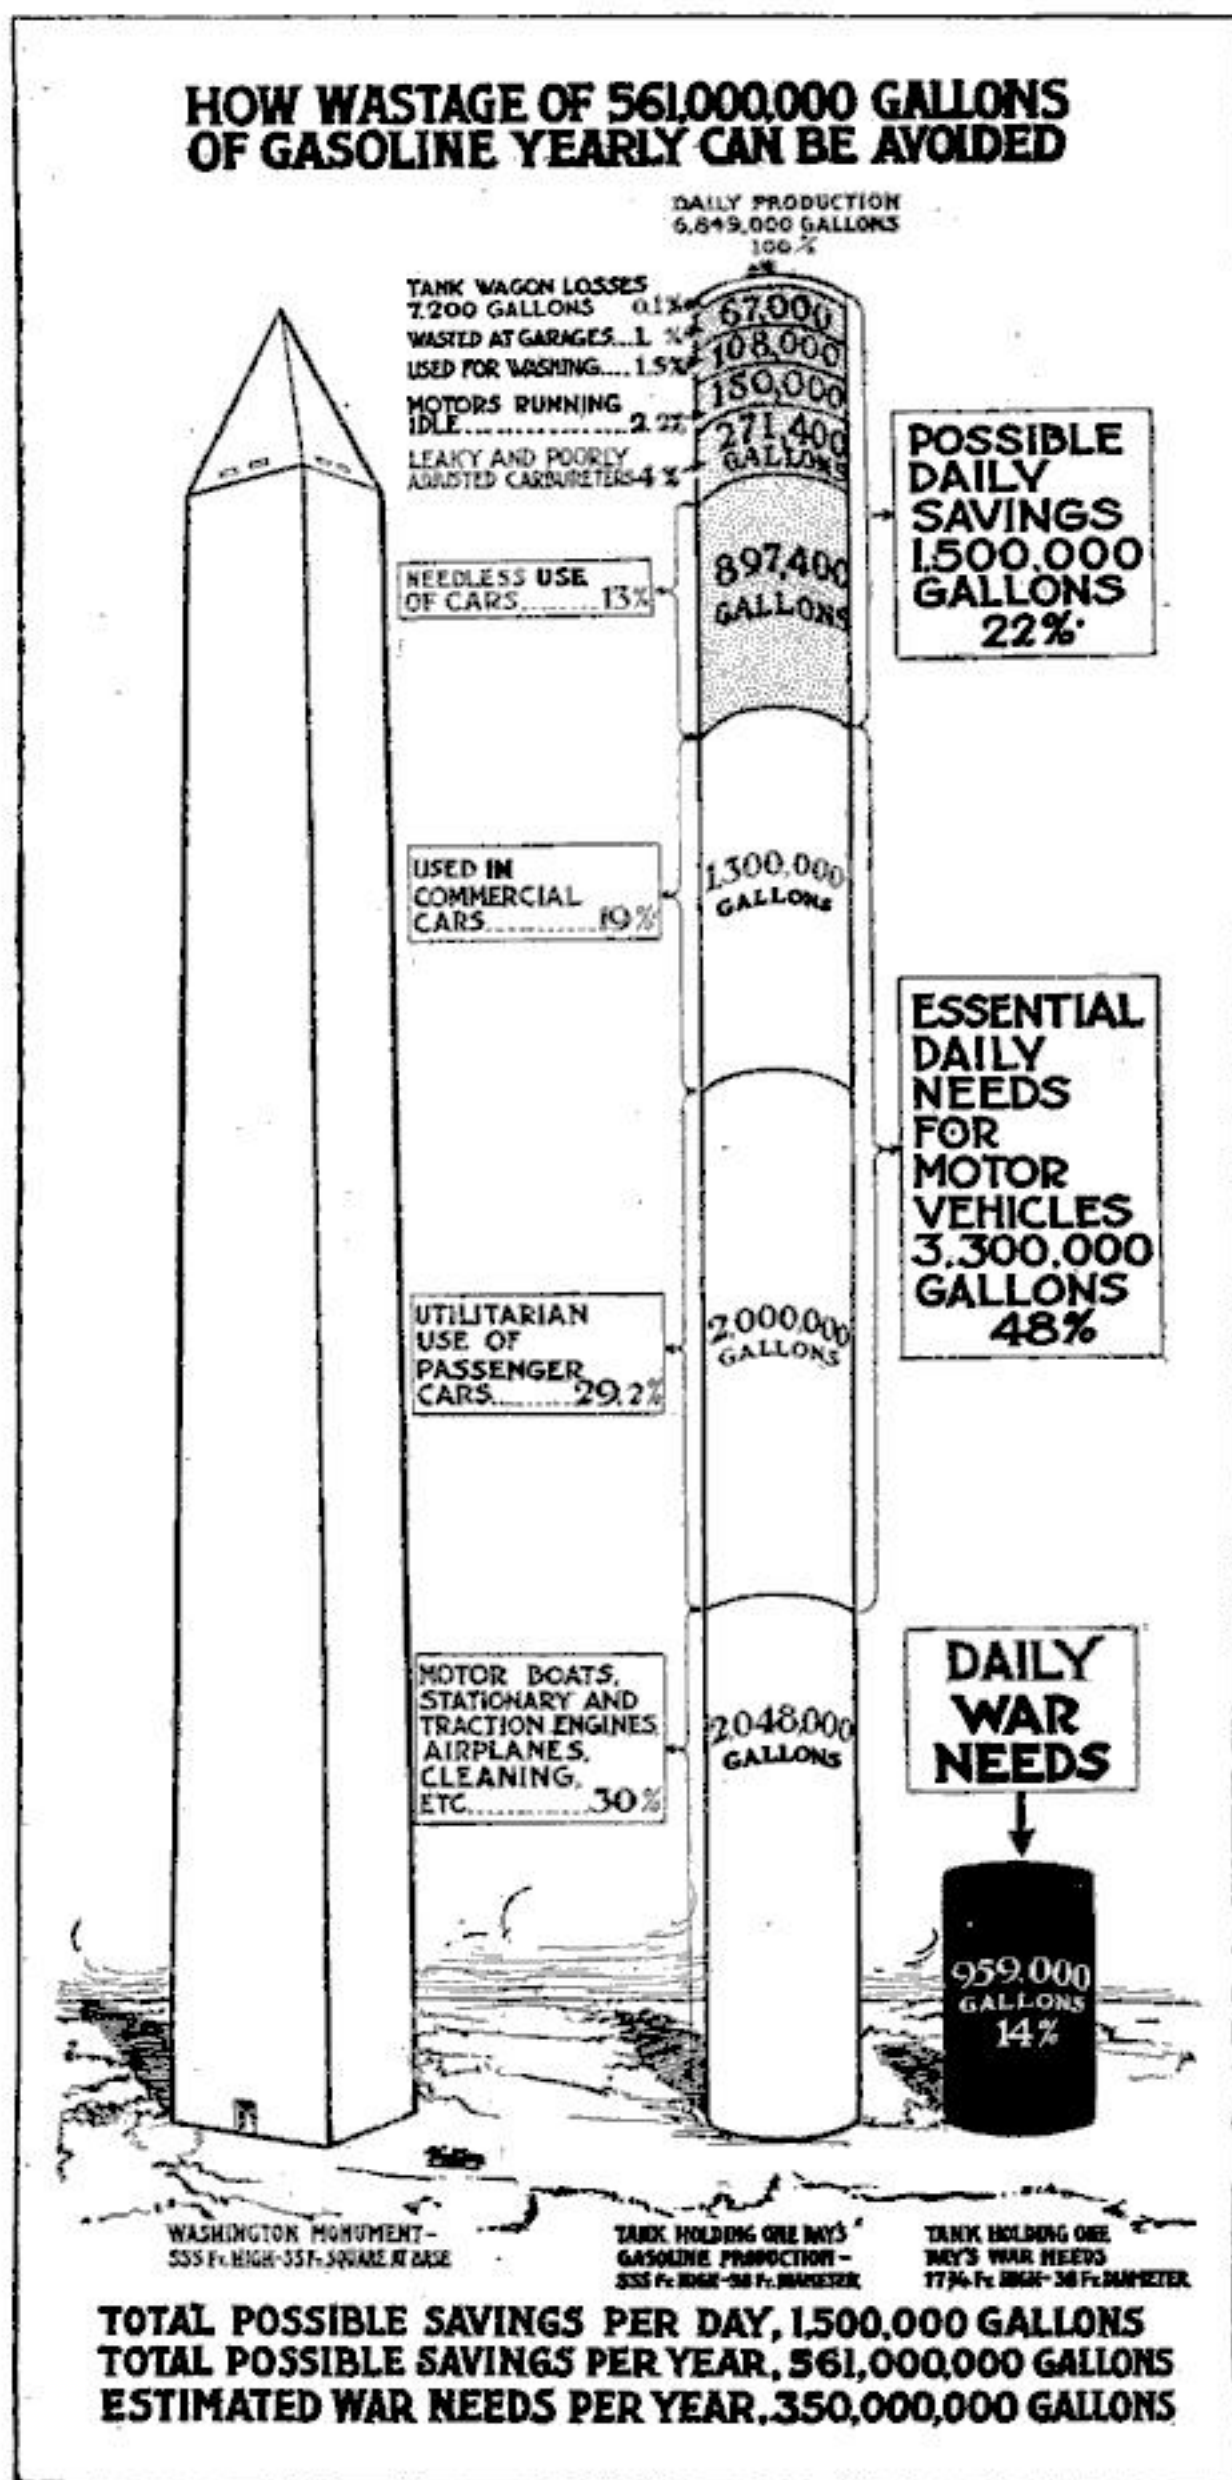 HOW WASTAGE OF 561,000,000 GALLONS
OF GASOLINE YEARLY CAN BE AVOIDED
DAILY PRODUCTION
6,849,000 GALLONS
100%
TANK WAGON LOSSES
7,200 GALLONS 0.1%
WASTED AT GARAGES...1. %
USED FOR WASHING....1.5%
MOTORS RUNNING
IDLE................2.2%
LEAKY AND POORLY
ADJUSTED CARBURETERS-4 %
67,000
108,000
150,000
271,400
GALLONS
NEEDLESS USE
OF CARS........13%
897,400
GALLONS
POSSIBLE
DAILY
SAVINGS
1,500,000
GALLONS
22%
USED IN
COMMERCIAL
CARS............19%
1,300,000
GALLONS
ESSENTIAL
DAILY
NEEDS
FOR
MOTOR
VEHICLES
3,300,000
GALLONS
48%
UTILITARIAN
USE OF
PASSENGER
CARS.........29.2%
2,000,000
GALLONS
MOTOR BOATS,
STATIONARY AND
TRACTION ENGINES
AIRPLANES,
CLEANING,
ETC.............30%
2,048,000
GALLONS
DAILY
WAR
NEEDS
959,000
GALLONS
14%
WASHINGTON MONUMENT-
555 Ft. HIGH-55 Ft. SQUARE AT BASE
TANK HOLDING ONE DAY'S
GASOLINE PRODUCTION-
555 Ft. HIGH- Ft. DIAMETER
TANK HOLDING ONE
DAY'S WAR NEEDS
77¾ Ft. HIGH- Ft. DIAMETER
TOTAL POSSIBLE SAVINGS PER DAY, 1,500,000 GALLONS
TOTAL POSSIBLE SAVINGS PER YEAR, 561,000,000 GALLONS
ESTIMATED WAR NEEDS PER YEAR, 350,000,000 GALLONS